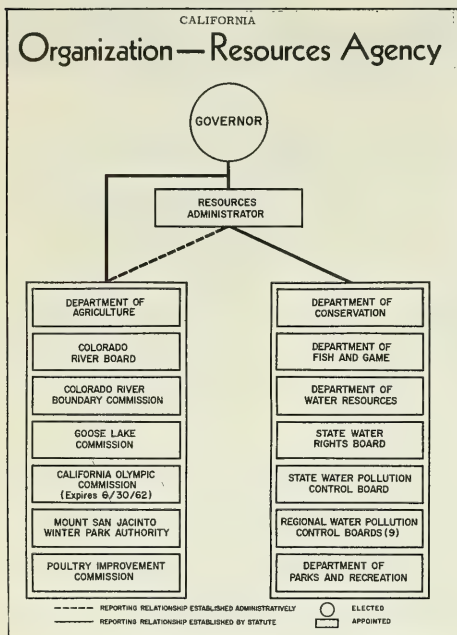 CALIFORNIA
Organization — Resources Agency
GOVERNOR
RESOURCES
ADMINISTRATOR
DEPARTMENT OF
AGRICULTURE
COLORADO
RIVER BOARD
COLORADO RIVER
BOUNDARY COMMISSION
GOOSE LAKE
COMMISSION
CALIFORNIA OLYMPIC
COMMISSION
(Expires 6/30/62)
MOUNT SAN JACINTO
WINTER PARK AUTHORITY
POULTRY IMPROVEMENT
COMMISSION
DEPARTMENT OF
CONSERVATION
DEPARTMENT OF
FISH AND GAME
DEPARTMENT OF
WATER RESOURCES
STATE WATER
RIGHTS BOARD
STATE WATER POLLUTION
CONTROL BOARD
REGIONAL WATER POLLUTION
CONTROL BOARDS (9)
DEPARTMENT OF
PARKS AND RECREATION
REPORTING RELATIONSHIP ESTABLISHED ADMINISTRATIVELY
REPORTING RELATIONSHIP ESTABLISHED BY STATUTE
ELECTED
APPOINTED